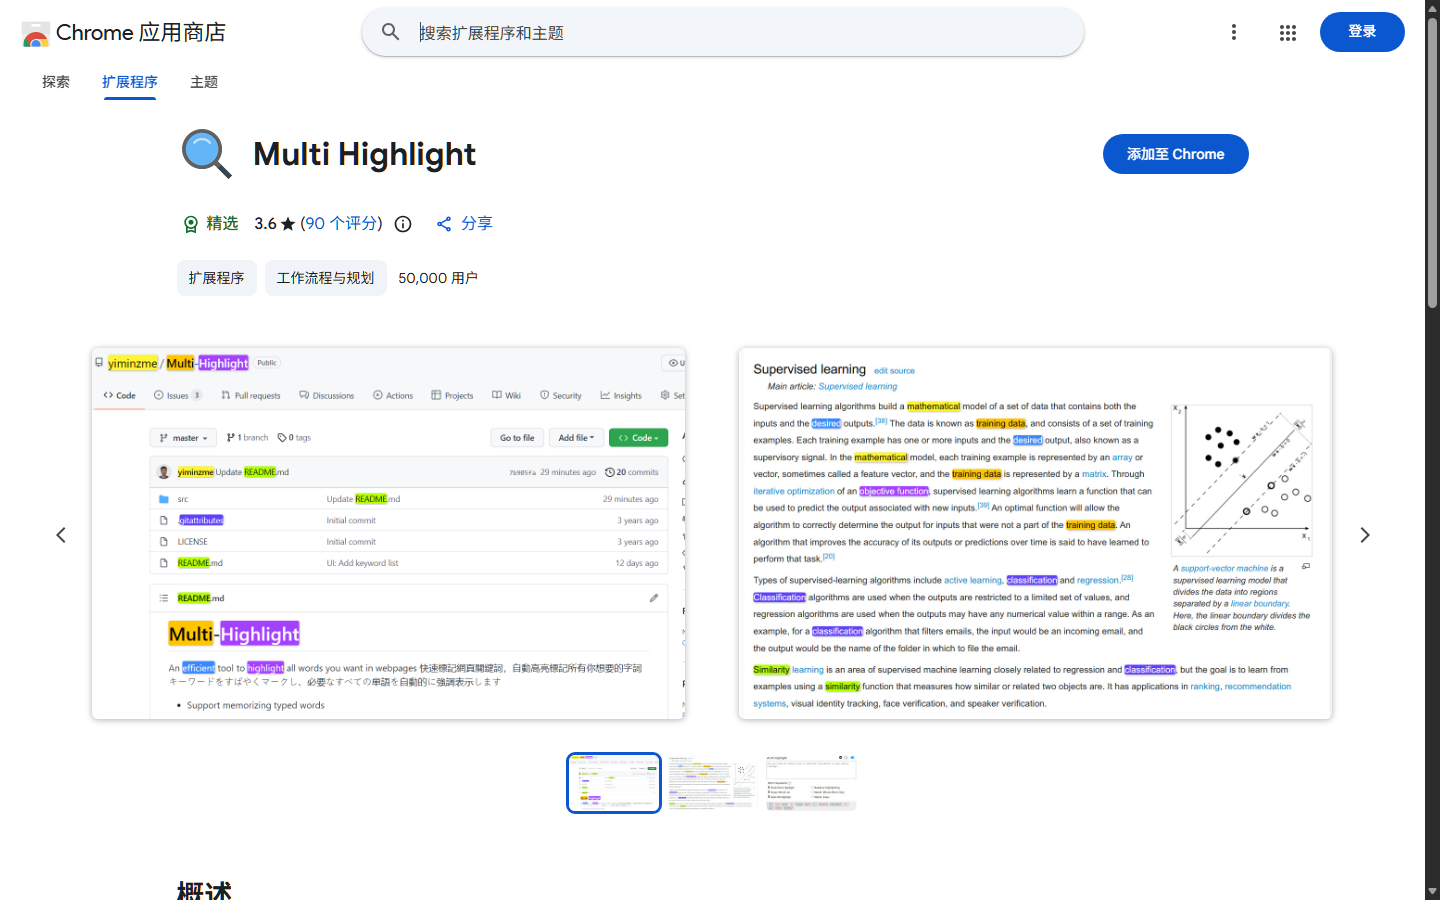 Chrome 应用商店
搜索扩展程序和主题
登录
探索
扩展程序
主题
Multi Highlight
添加至 Chrome
精选
3.6 ★ (90 个评分)
分享
扩展程序
工作流程与规划
50,000 用户
yiminzme / Multi-Highlight Public
Code
Issues 3
Pull requests
Discussions
Actions
Projects
Wiki
Security
Insights
master
1 branch
0 tags
Go to file
Add file
Code
yiminzme Update README.md
29 minutes ago
20 commits
src
Update README.md
29 minutes ago
.gitattributes
Initial commit
3 years ago
LICENSE
Initial commit
3 years ago
README.md
UI: Add keyword list
12 days ago
README.md
Multi-Highlight
An efficient tool to highlight all words you want in webpages 快速標記網頁關鍵詞，自動高亮標記所有你想要的字詞
キーワードをすばやくマークし、必要なすべての単語を自動的に強調表示します
• Support memorizing typed words
Supervised learning edit source
Main article: Supervised learning
Supervised learning algorithms build a mathematical model of a set of data that contains both the
inputs and the desired outputs.[38] The data is known as training data, and consists of a set of training
examples. Each training example has one or more inputs and the desired output, also known as a
supervisory signal. In the mathematical model, each training example is represented by an array or
vector, sometimes called a feature vector, and the training data is represented by a matrix. Through
iterative optimization of an objective function, supervised learning algorithms learn a function that can
be used to predict the output associated with new inputs.[39] An optimal function will allow the
algorithm to correctly determine the output for inputs that were not a part of the training data. An
algorithm that improves the accuracy of its outputs or predictions over time is said to have learned to
perform that task.[20]
Types of supervised-learning algorithms include active learning, classification and regression.[28]
Classification algorithms are used when the outputs are restricted to a limited set of values, and
regression algorithms are used when the outputs may have any numerical value within a range. As an
example, for a classification algorithm that filters emails, the input would be an incoming email, and
the output would be the name of the folder in which to file the email.
Similarity learning is an area of supervised machine learning closely related to regression and classification, but the goal is to learn from
examples using a similarity function that measures how similar or related two objects are. It has applications in ranking, recommendation
systems, visual identity tracking, face verification, and speaker verification.
X₂
X₁
A support-vector machine is a
supervised learning model that
divides the data into regions
separated by a linear boundary.
Here, the linear boundary divides the
black circles from the white.
概述